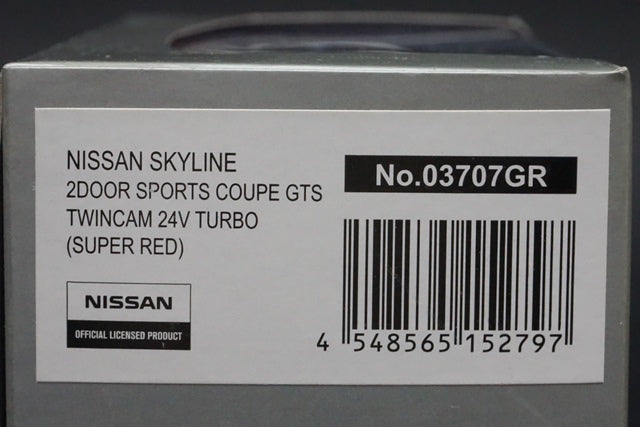 NISSAN SKYLINE
2DOOR SPORTS COUPE GTS
TWINCAM 24V TURBO
(SUPER RED)
No.03707GR
NISSAN
OFFICIAL LICENSED PRODUCT
4 548565 152797